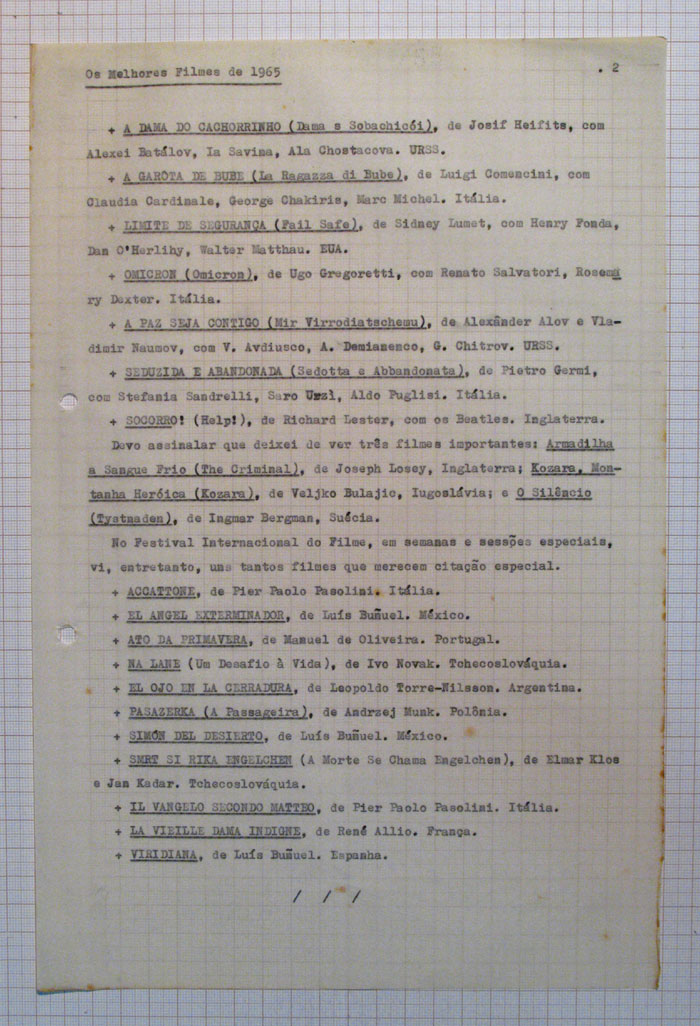 Os Melhores Filmes de 1965 . 2
+ A DAMA DO CACHORRINHO (Dama s Sobachicói), de Josif Heifits, com
Alexei Batálov, Ia Savina, Ala Chostacova. URSS.
+ A GARÔTA DE BUBE (La Ragazza di Bube), de Luigi Comencini, com
Claudia Cardinale, George Chakiris, Marc Michel. Itália.
+ LIMITE DE SEGURANÇA (Fail Safe), de Sidney Lumet, com Henry Fonda,
Dan O'Herlihy, Walter Matthau. EUA.
+ OMICRON (Omicron), de Ugo Gregoretti, com Renato Salvatori, Rosema
ry Dexter. Itália.
+ A PAZ SEJA CONTIGO (Mir Virrodiatschemu), de Alexânder Alov e Vla-
dimir Naumov, com V. Avdiusco, A. Demianenco, G. Chitrov. URSS.
+ SEDUZIDA E ABANDONADA (Sedotta e Abbandonata), de Pietro Germi,
com Stefania Sandrelli, Saro Urzì, Aldo Puglisi. Itália.
+ SOCORRO! (Help!), de Richard Lester, com os Beatles. Inglaterra.
Devo assinalar que deixei de ver três filmes importantes: Armadilha
a Sangue Frio (The Criminal), de Joseph Losey, Inglaterra; Kozara, Mon-
tanha Heróica (Kozara), de Veljko Bulajic, Iugoslávia; e O Silêncio
(Tystnaden), de Ingmar Bergman, Suécia.
No Festival Internacional do Filme, em semanas e sessões especiais,
vi, entretanto, uns tantos filmes que merecem citação especial.
+ ACCATTONE, de Pier Paolo Pasolini. Itália.
+ EL ANGEL EXTERMINADOR, de Luís Buñuel. México.
+ ATO DA PRIMAVERA, de Manuel de Oliveira. Portugal.
+ NA LANE (Um Desafio à Vida), de Ivo Novak. Tchecoslováquia.
+ EL OJO EN LA CERRADURA, de Leopoldo Torre-Nilsson. Argentina.
+ PASAZERKA (A Passageira), de Andrzej Munk. Polônia.
+ SIMÓN DEL DESIERTO, de Luís Buñuel. México.
+ SMRT SI RIKA ENGELCHEN (A Morte Se Chama Engelchen), de Elmar Klos
e Jan Kadar. Tchecoslováquia.
+ IL VANGELO SECONDO MATTEO, de Pier Paolo Pasolini. Itália.
+ LA VIEILLE DAMA INDIGNE, de René Allio. França.
+ VIRIDIANA, de Luís Buñuel. Espanha.
/ / /